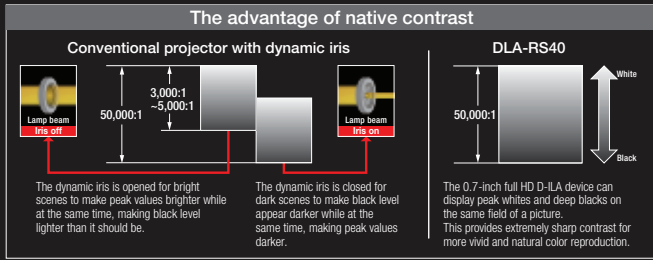 The advantage of native contrast
Conventional projector with dynamic iris
Lamp beam
Iris off
50,000:1
3,000:1
~5,000:1
Lamp beam
Iris on
The dynamic iris is opened for bright
scenes to make peak values brighter while
at the same time, making black level
lighter than it should be.
The dynamic iris is closed for
dark scenes to make black level
appear darker while at the
same time, making peak values
darker.
DLA-RS40
50,000:1
White
Black
The 0.7-inch full HD D-ILA device can
display peak whites and deep blacks on
the same field of a picture.
This provides extremely sharp contrast for
more vivid and natural color reproduction.